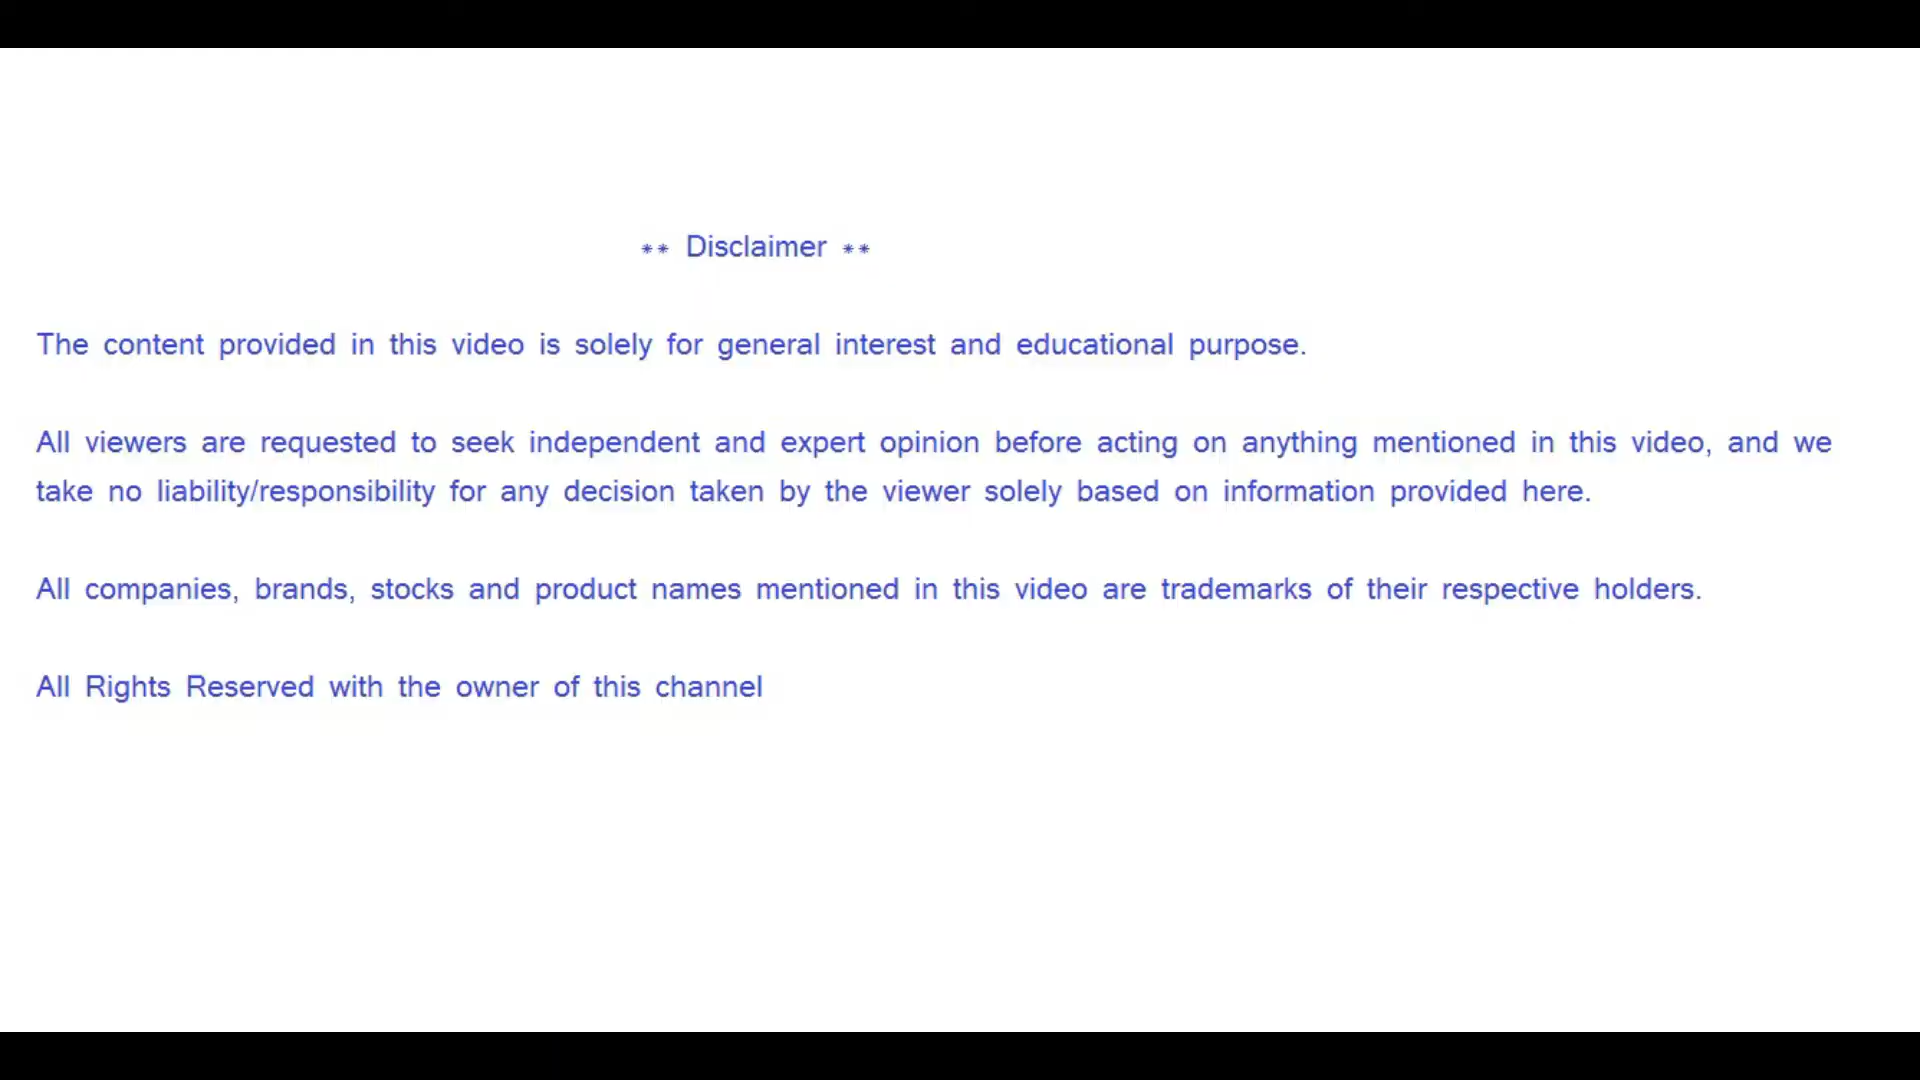 ** Disclaimer **
The content provided in this video is solely for general interest and educational purpose.
All viewers are requested to seek independent and expert opinion before acting on anything mentioned in this video, and we
take no liability/responsibility for any decision taken by the viewer solely based on information provided here.
All companies, brands, stocks and product names mentioned in this video are trademarks of their respective holders.
All Rights Reserved with the owner of this channel